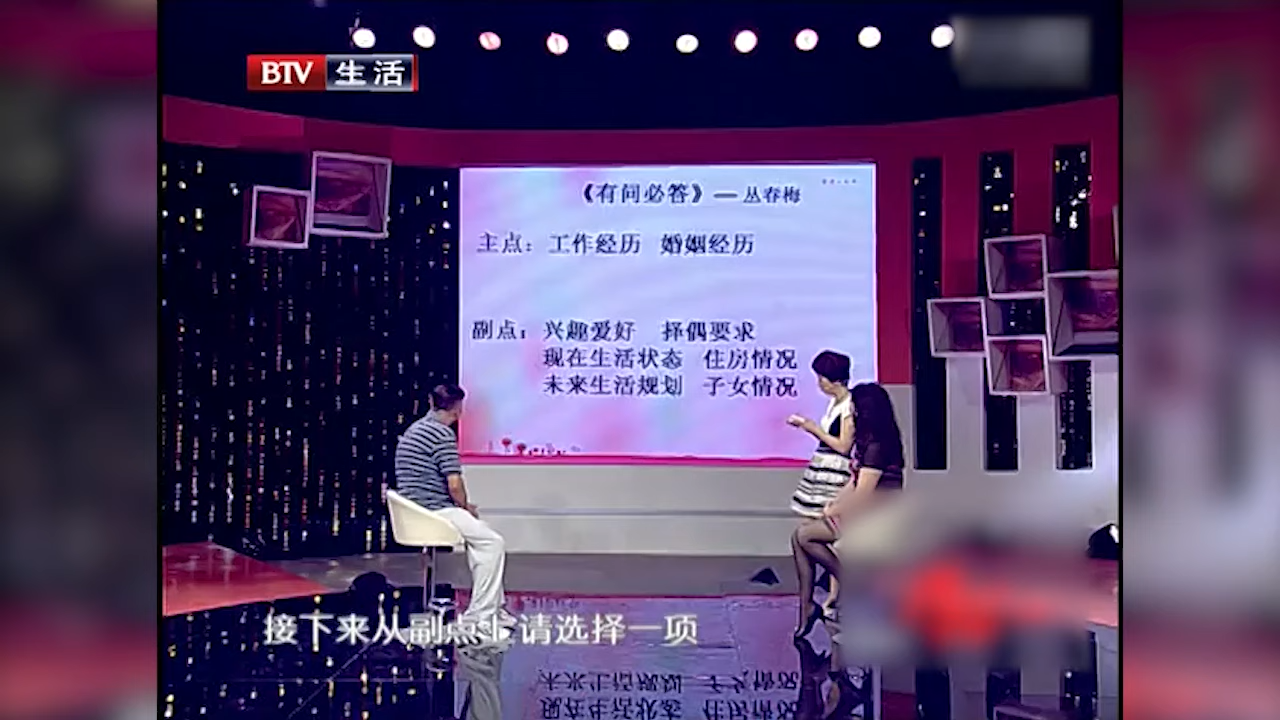 BTV 生活
《有问必答》— 丛春梅
主点：工作经历 婚姻经历
副点：兴趣爱好 择偶要求
现在生活状态 住房情况
未来生活规划 子女情况
接下来从副点上请选择一项